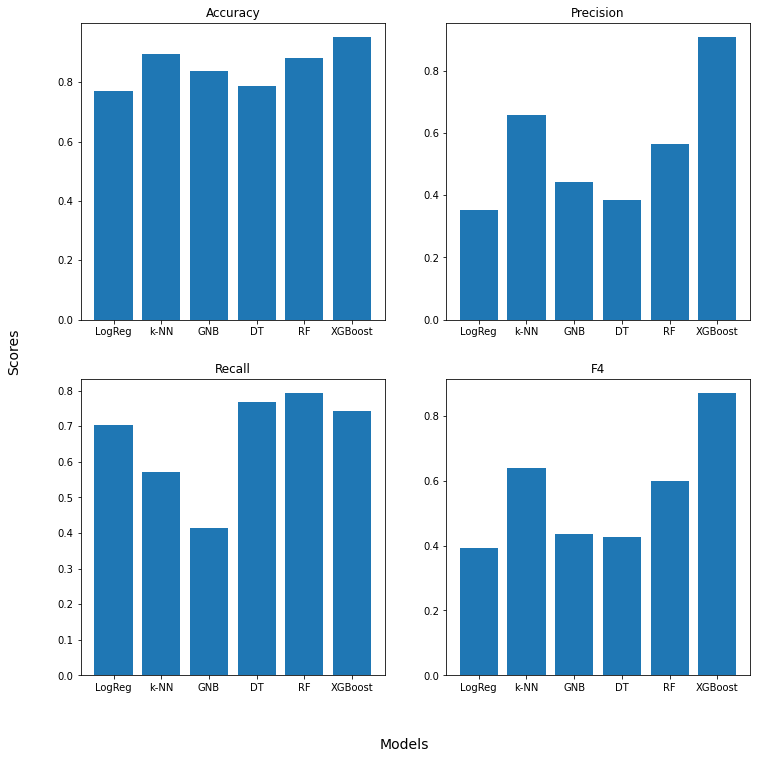 Accuracy
0.8
0.6
0.4
0.2
0.0
LogReg k-NN GNB DT RF XGBoost
Precision
0.8
0.6
0.4
0.2
0.0
LogReg k-NN GNB DT RF XGBoost
Scores
Recall
0.8
0.7
0.6
0.5
0.4
0.3
0.2
0.1
0.0
LogReg k-NN GNB DT RF XGBoost
F4
0.8
0.6
0.4
0.2
0.0
LogReg k-NN GNB DT RF XGBoost
Models